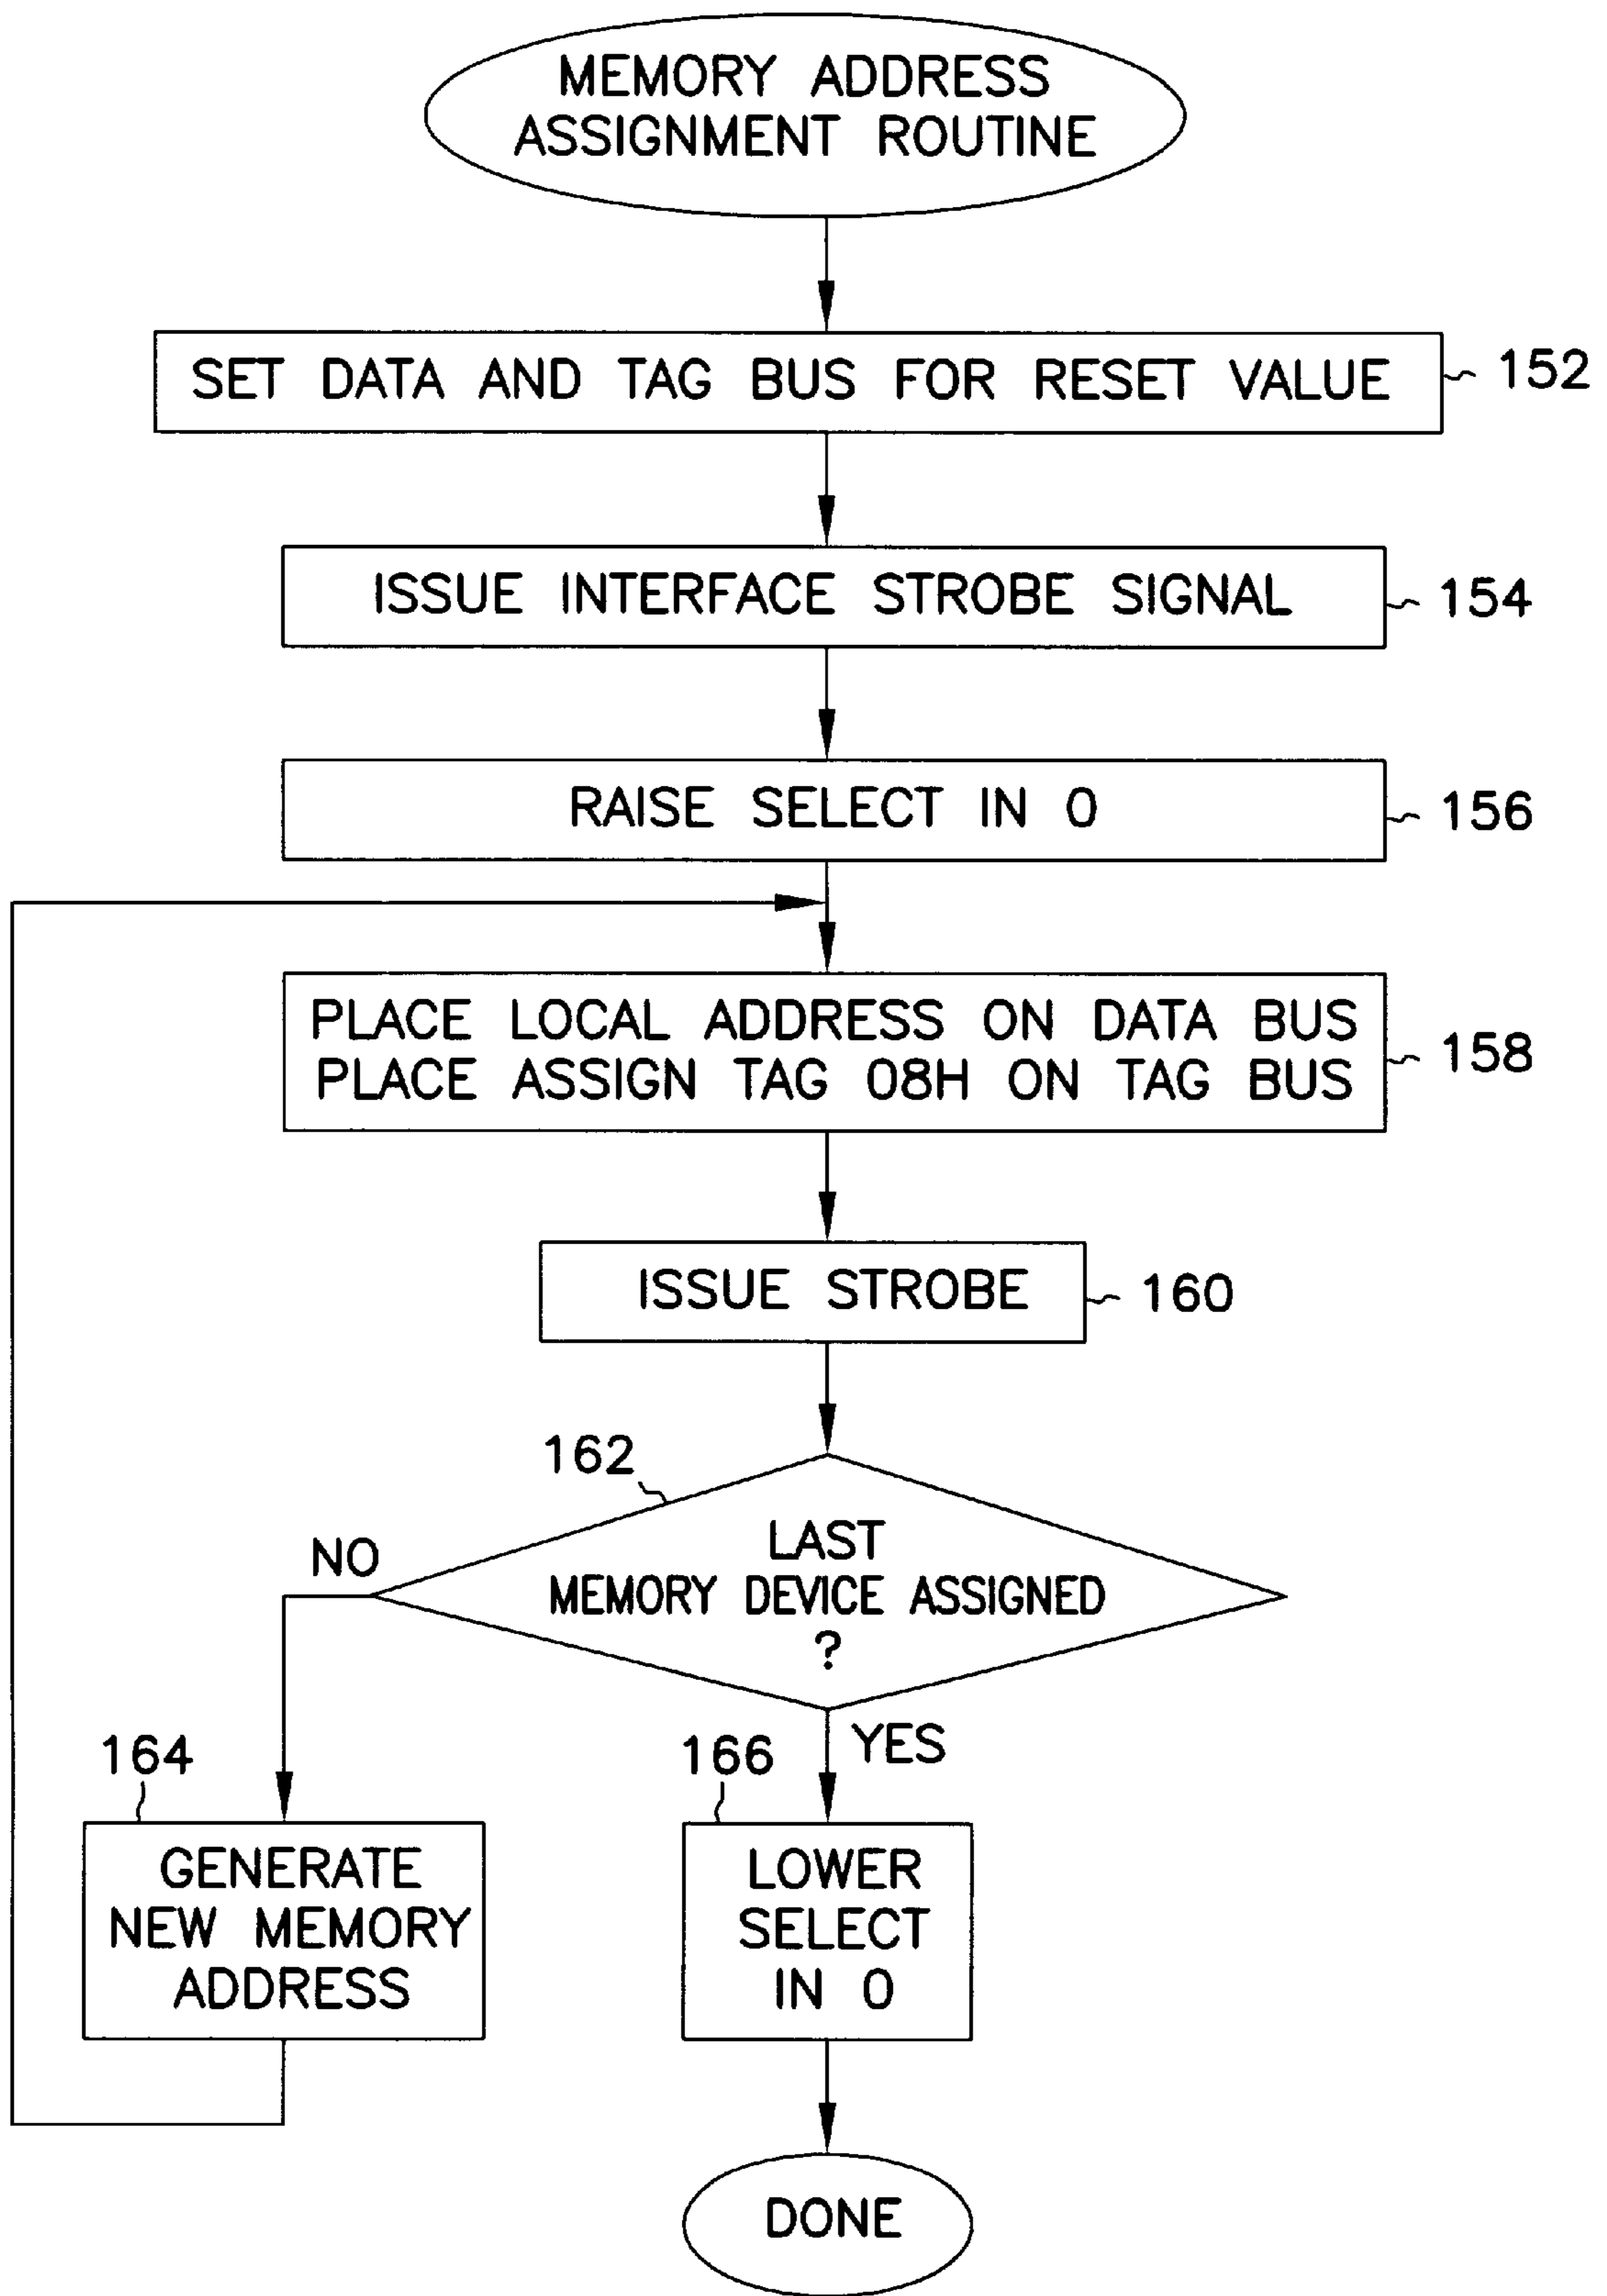 MEMORY ADDRESS
ASSIGNMENT ROUTINE
SET DATA AND TAG BUS FOR RESET VALUE
152
ISSUE INTERFACE STROBE SIGNAL
154
RAISE SELECT IN 0
156
PLACE LOCAL ADDRESS ON DATA BUS
PLACE ASSIGN TAG 08H ON TAG BUS
158
ISSUE STROBE
160
162
LAST
MEMORY DEVICE ASSIGNED
?
NO
YES
164
GENERATE
NEW MEMORY
ADDRESS
166
LOWER
SELECT
IN 0
DONE